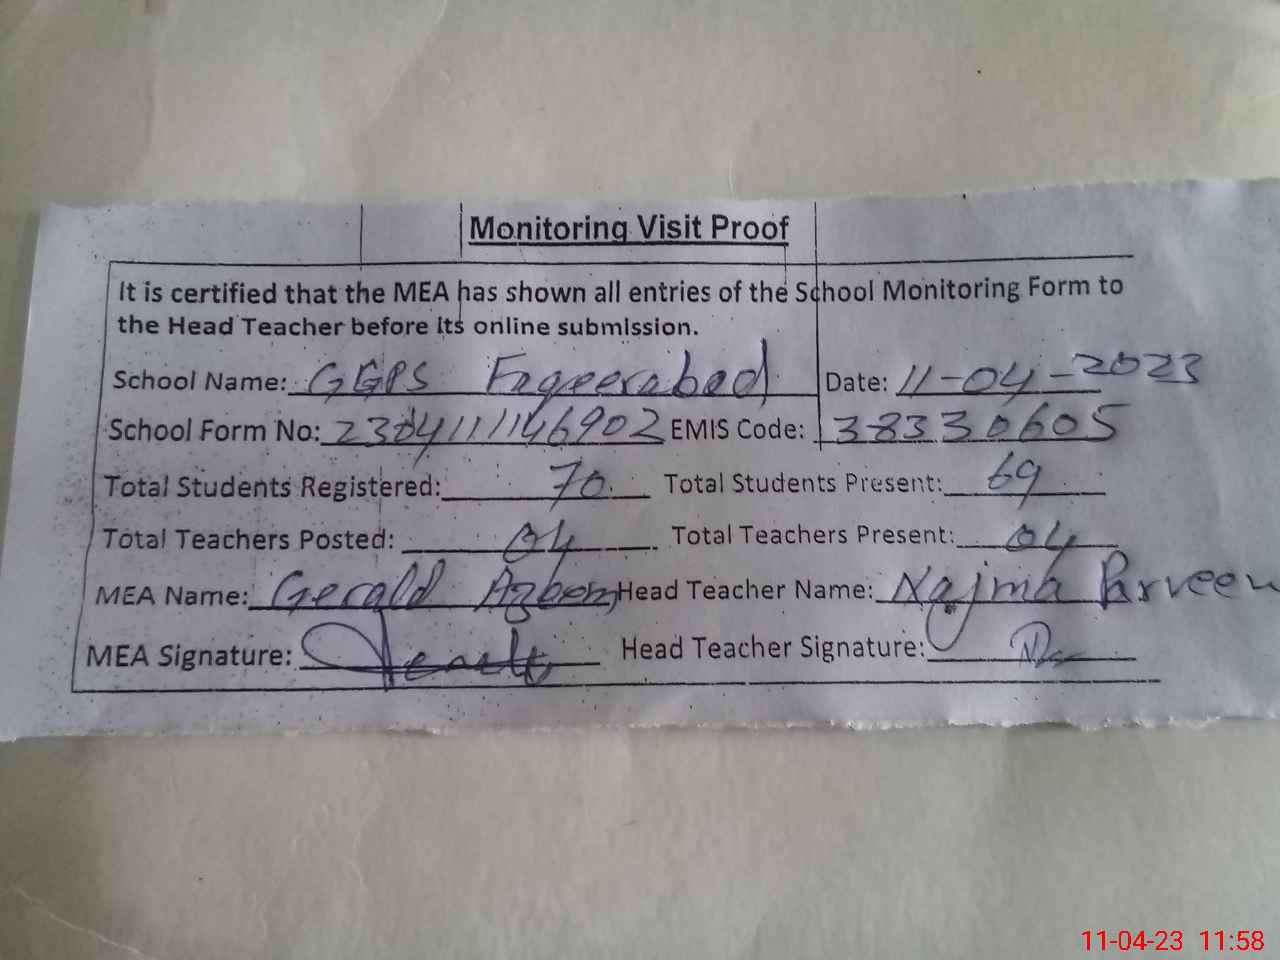 Monitoring Visit Proof
It is certified that the MEA has shown all entries of the School Monitoring Form to
the Head Teacher before its online submission.
School Name: GGPS Faqeerabad Date: 11-04-2023
School Form No: 2304111146902 EMIS Code: 38330605
Total Students Registered: 70 Total Students Present: 69
Total Teachers Posted: 04 Total Teachers Present: 04
MEA Name: Gerald Head Teacher Name: Najma Parveen
MEA Signature: Head Teacher Signature:
11-04-23 11:58